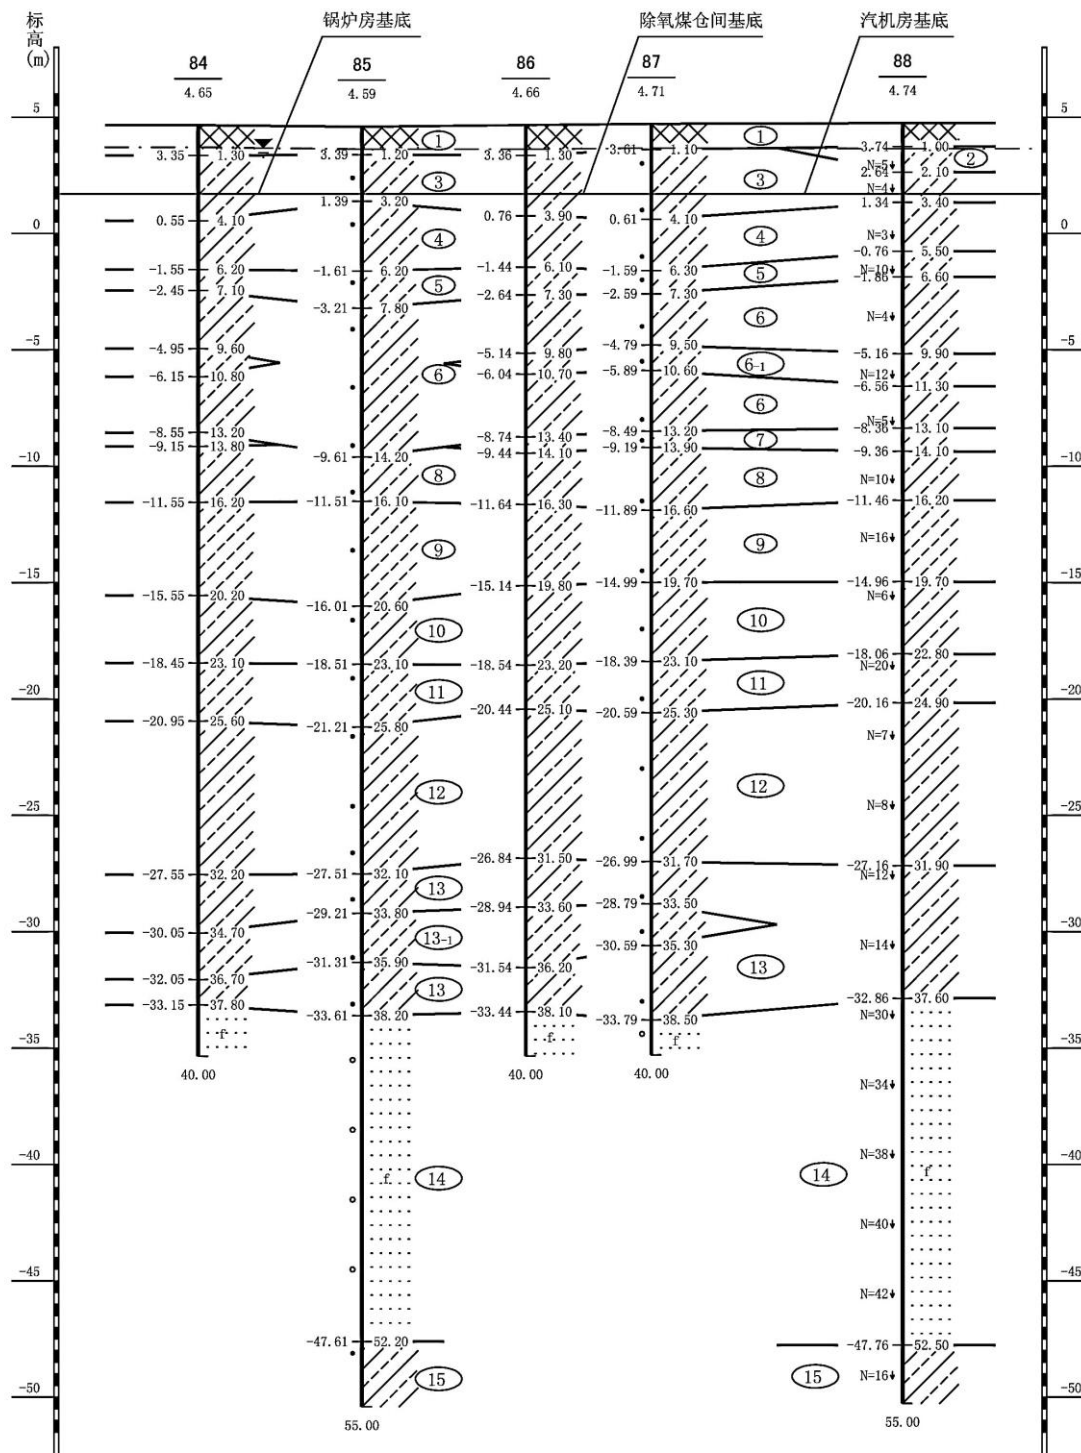 标高(m)
锅炉房基底
除氧煤仓间基底
汽机房基底
84 85 86 87 88
4.65 4.59 4.66 4.71 4.74
5 5
① ①
3.74 1.00
3.35 1.30 3.39 1.20 3.36 1.30 3.61 1.10
N=5 ②
2.64 2.10
③ ③
N=4
0.55 4.10 1.39 3.20 0.76 3.90 0.61 4.10 1.34 3.40
0 0
④ ④ N=3
-0.76 5.50
-1.55 6.20 -1.61 6.20 -1.44 6.10 -1.59 6.30
⑤ ⑤ N=10
-1.86 6.60
-2.45 7.10 -3.21 7.80 -2.64 7.30 -2.59 7.30
⑥ N=4
-5 -5
-4.95 9.60 -5.14 9.80 -4.79 9.50 -5.16 9.90
⑥ 6-1 N=12
-6.15 10.80 -6.04 10.70 -5.89 10.60 -6.56 11.30
⑥ N=5
-8.55 13.20 -8.74 13.40 -8.49 13.20 -8.36 13.10
⑦
-9.15 13.80 -9.61 14.20 -9.44 14.10 -9.19 13.90 -9.36 14.10
-10 -10
⑧ ⑧ N=10
-11.55 16.20 -11.51 16.10 -11.64 16.30 -11.89 16.60 -11.46 16.20
⑨ ⑨ N=16
-15 -15
-15.55 20.20 -16.01 20.60 -15.14 19.80 -14.99 19.70 -14.96 19.70
N=6
⑩ ⑩
-18.45 23.10 -18.51 23.10 -18.54 23.20 -18.39 23.10 -18.06 22.80
N=20
⑪ ⑪
-20 -20
-20.95 25.60 -21.21 25.80 -20.44 25.10 -20.59 25.30 -20.16 24.90
N=7
⑫ ⑫
N=8
-25 -25
-27.55 32.20 -27.51 32.10 -26.84 31.50 -26.99 31.70 -27.16 31.90
N=12
⑬
-29.21 33.80 -28.94 33.60 -28.79 33.50
-30 -30
-30.05 34.70 13-1 -30.59 35.30 N=14
-32.05 36.70 -31.31 35.90 -31.54 36.20
⑬ ⑬
-33.15 37.80 -33.61 38.20 -33.44 38.10 -33.79 38.50 -32.86 37.60
N=30
f f f
-35 -35
40.00 40.00 40.00
N=34
N=38
-40 -40
f ⑭ ⑭ f
N=40
-45 -45
N=42
-47.61 52.20 -47.76 52.50
⑮ ⑮ N=16
-50 -50
55.00 55.00